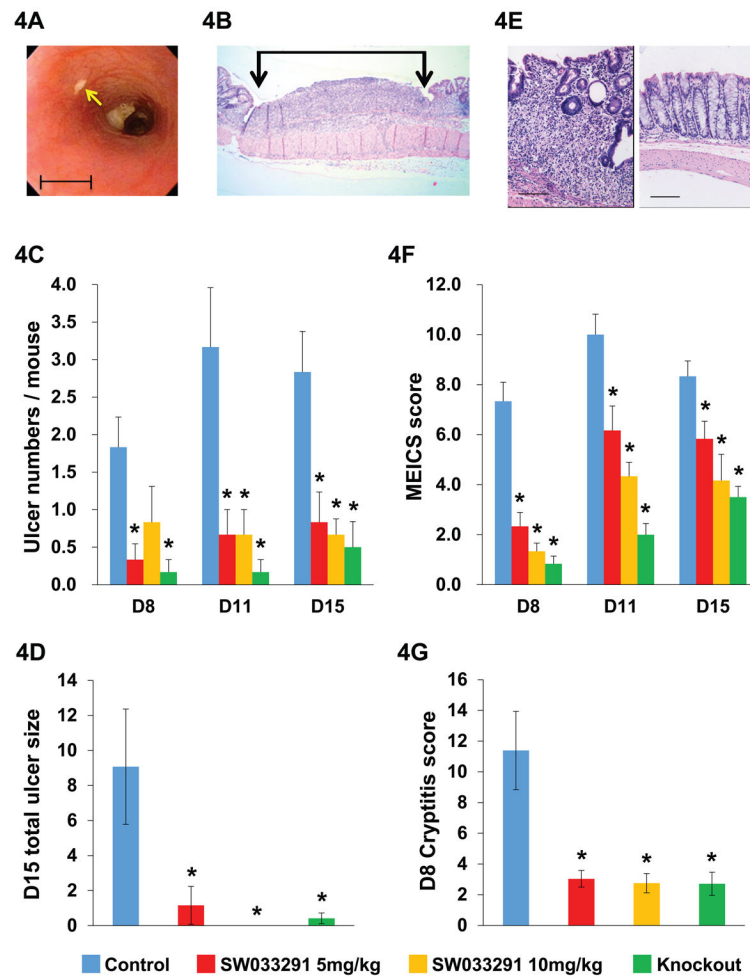 4A
4B
4E
4C
Ulcer numbers / mouse
4.0
3.5
3.0
2.5
2.0
1.5
1.0
0.5
0.0
* * * * * * * *
D8 D11 D15
4F
MEICS score
12.0
10.0
8.0
6.0
4.0
2.0
0.0
* * * * * * * * *
D8 D11 D15
4D
D15 total ulcer size
14
12
10
8
6
4
2
0
* * *
4G
D8 Cryptitis score
16
14
12
10
8
6
4
2
0
* * *
Control SW033291 5mg/kg SW033291 10mg/kg Knockout